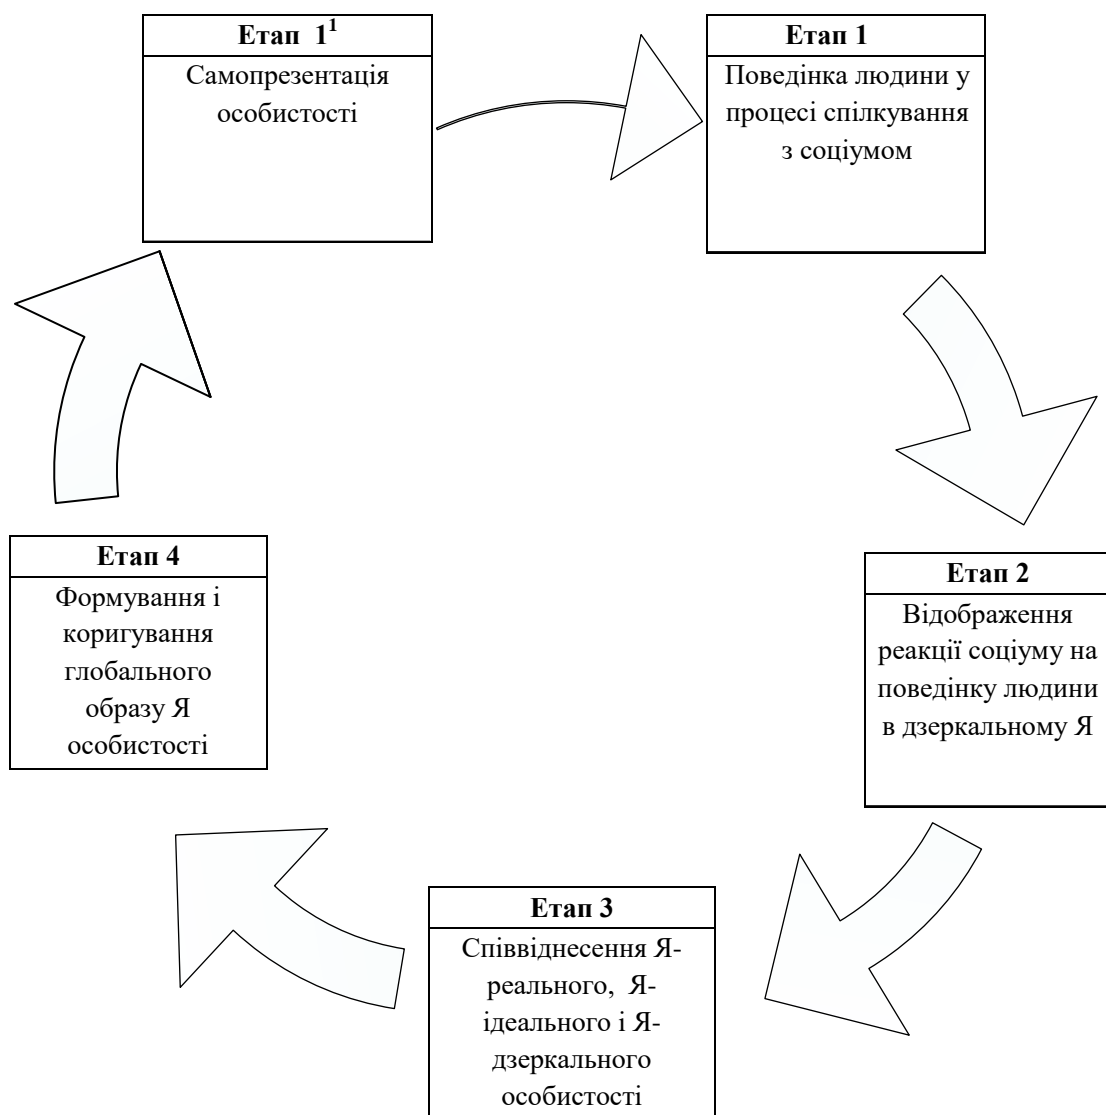 Етап 1¹
Самопрезентація
особистості
Етап 1
Поведінка людини у
процесі спілкування
з соціумом
Етап 2
Відображення
реакції соціуму на
поведінку людини
в дзеркальному Я
Етап 3
Співвіднесення Я-
реального, Я-
ідеального і Я-
дзеркального
особистості
Етап 4
Формування і
коригування
глобального
образу Я
особистості